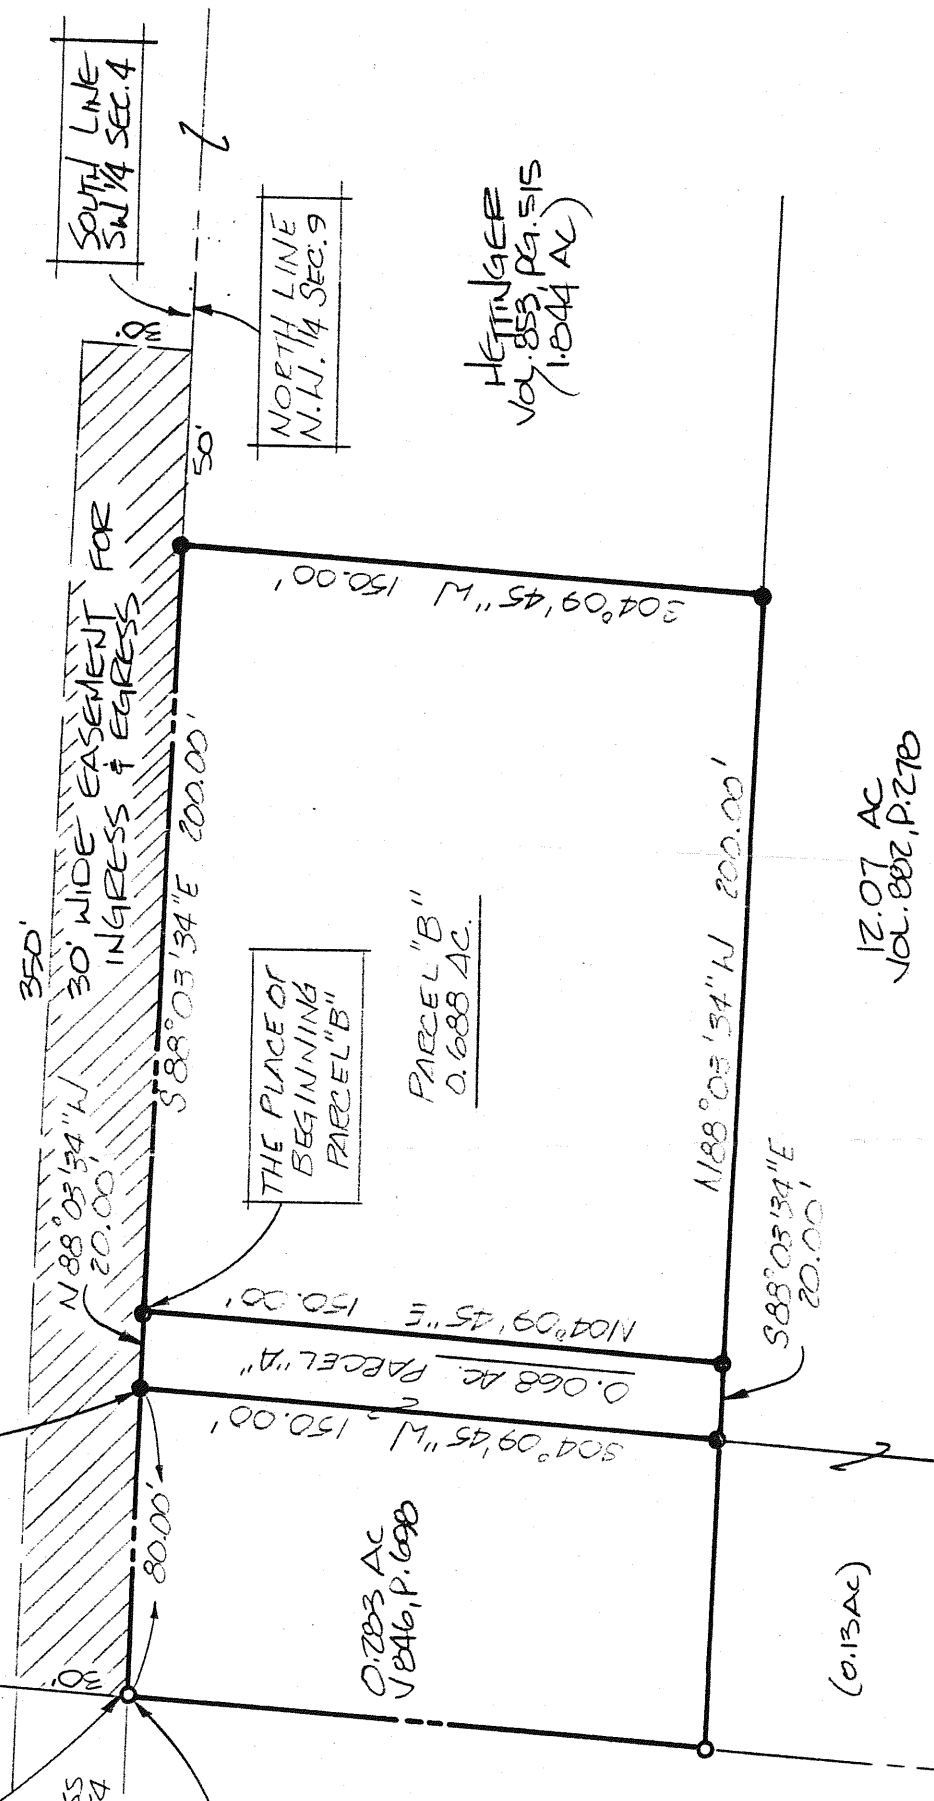 SOUTH LINE
SW 1/4 SEC.4
NORTH LINE
N.W. 1/4 SEC.9
30'
50'
HETTINGER
VOL.853, PG.515
(1.844 AC)
350'
30' WIDE EASEMENT FOR
INGRESS & EGRESS
S88°03'34"E 200.00'
S04°09'45"W 150.00'
THE PLACE OF
BEGINNING
PARCEL"B"
PARCEL "B"
0.688 AC.
N88°03'34"W 200.00'
12.07 AC
VOL.882, P.278
N88°03'34"W
20.00'
N04°09'45"E 150.00'
0.068 AC. PARCEL "A"
S04°09'45"W 150.00'
S88°03'34"E
20.00'
80.00'
30'
0.283 AC
V846, P.698
(0.13AC)